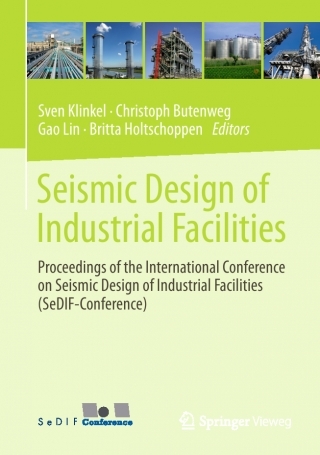 Sven Klinkel · Christoph Butenweg
Gao Lin · Britta Holtschoppen Editors
Seismic Design of
Industrial Facilities
Proceedings of the International Conference
on Seismic Design of Industrial Facilities
(SeDIF-Conference)
SeDIF Conference
Springer Vieweg